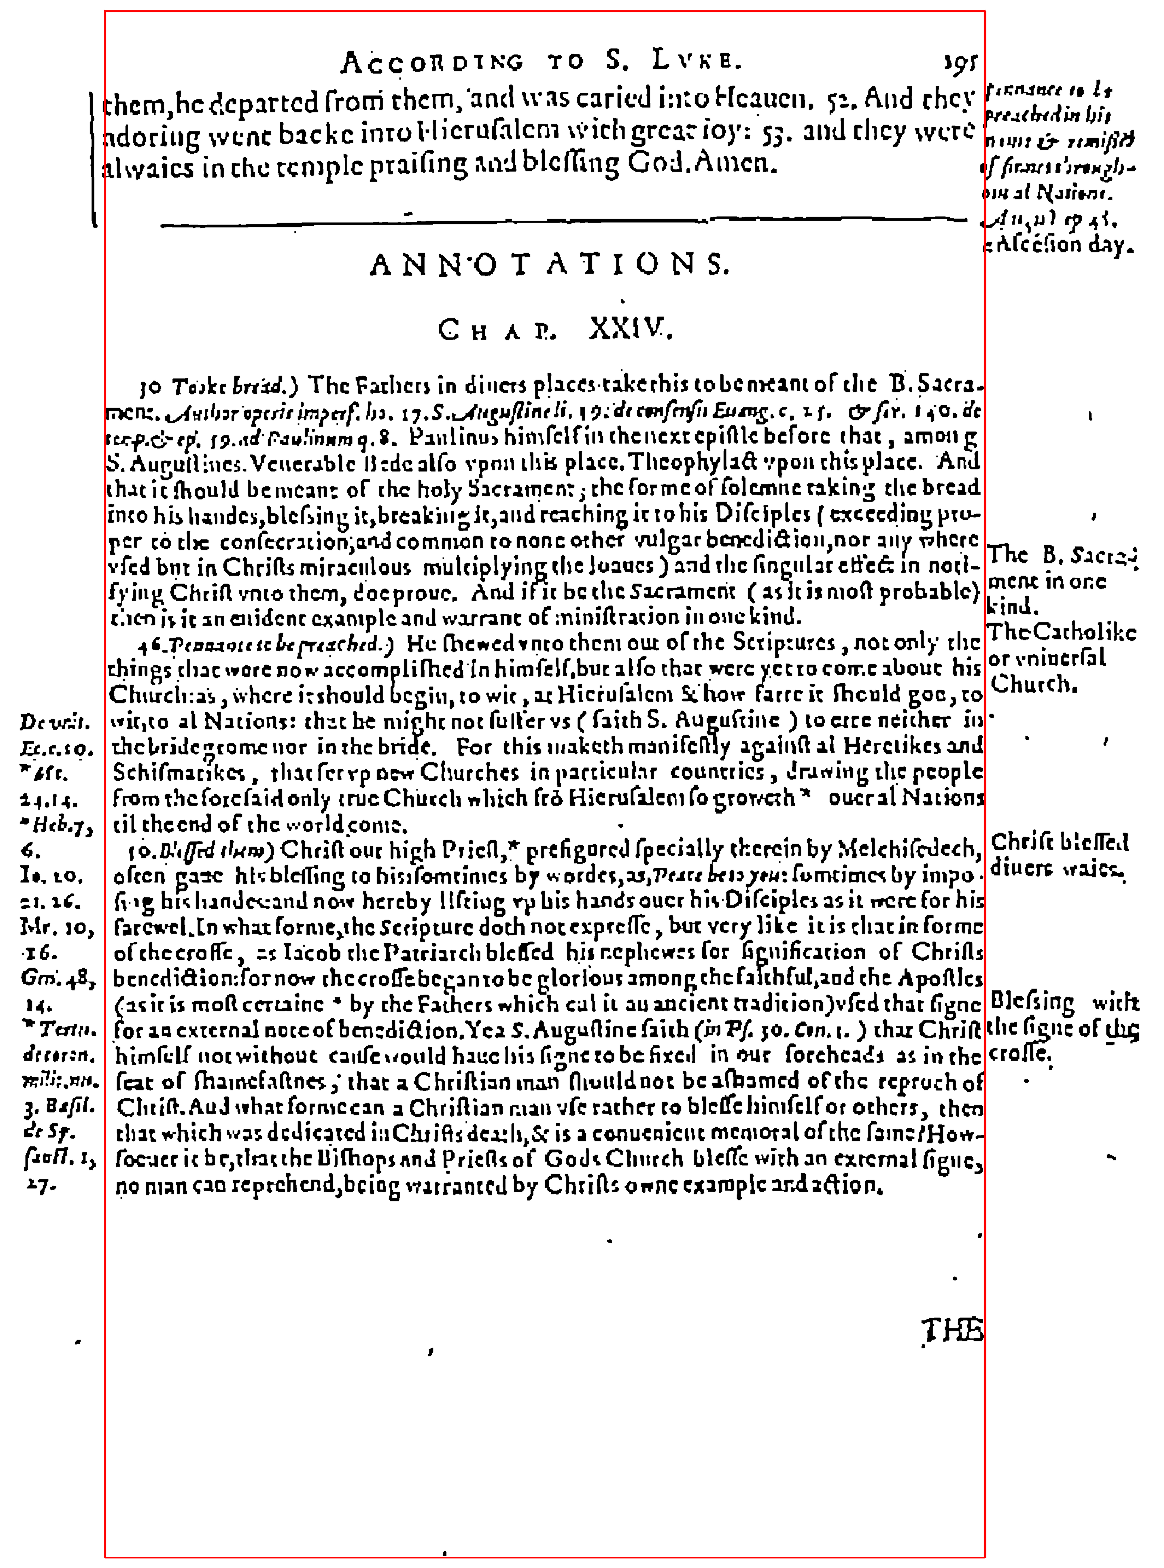 ACCORDING TO S. LVKE. 195
them, he departed from them, and was caried into Heauen. 52. And they
adoring went backe into Hierusalem with great ioy: 53. and they were
alwaies in the temple praising and blessing God. Amen.
pennance to be
preached in his
name & remissiō
of sinnes through-
out al Nations.
August ep 48.
Ascēsion day.
ANNOTATIONS.
CHAP. XXIV.
30 Tooke bread.) The Fathers in diuers places take this to be meant of the B. Sacra-
ment. Author operis imperf. ho. 17. S. Augustine li. 19. de consensu Euang. c. 25. & ser. 140. de
temp. & ep. 59. ad Paulinum q. 8. Paulinus himself in the next epistle before that, among
S. Augustines. Venerable Bede also vpon this place. Theophylact vpon this place. And
that it should be meant of the holy Sacrament; the forme of solemne taking the bread
into his handes, blessing it, breaking it, and reaching it to his Disciples (exceeding pro-
per to the consecration, and common to none other vulgar benediction, nor any where
vsed but in Christs miraculous multiplying the loaues) and the singular effect in noti-
fying Christ vnto them, doe proue. And if it be the Sacrament (as it is most probable)
then is it an euident example and warrant of ministration in one kind.
The B. Sacra-
ment in one
kind.
46. Pennance to be preached.) He shewed vnto them out of the Scriptures, not only the
things that were now accomplished in himself, but also that were yet to come about his
Church: as, where it should begin, to wit, at Hierusalem & how farre it should goe, to
wit, to al Nations: that he might not suffer vs (saith S. Augustine) to erre neither in
the bridegrome nor in the bride. For this maketh manifestly against al Heretikes and
Schismatikes, that set vp new Churches in particular countries, drawing the people
from the foresaid only true Church which frō Hierusalem so groweth * ouer al Nations
til the end of the world come.
The Catholike
or vniuersal
Church.
De vnit.
Ec. c. 10.
50. Blessed them) Christ our high Priest, * prefigured specially therein by Melchisedech,
often gaue his blessing to his: somtimes by wordes, as, Peace be to you: somtimes by impo-
sing his handes: and now hereby lifting vp his hands ouer his Disciples as it were for his
farewel. In what forme, the Scripture doth not expresse, but very like it is that in forme
of the crosse, as Iacob the Patriarch blessed his nephewes for signification of Christs
benediction: for now the crosse began to be glorious among the faithful, and the Apostles
(as it is most certaine * by the Fathers which cal it an ancient tradition) vsed that signe
for an external note of benediction. Yea S. Augustine saith (in Ps. 30. Con. 1.) that Christ
himself not without cause would haue his signe to be fixed in our foreheads as in the
seat of shamefastnes, that a Christian man should not be ashamed of the reproch of
Christ. And what forme can a Christian man vse rather to blesse himself or others, then
that which was dedicated in Christs death, & is a conuenient memoral of the same? How-
soeuer it be, that the Bishops and Priests of Gods Church blesse with an external signe,
no man can reprehend, being warranted by Christs owne example and action.
24. 14.
*Heb. 7,
6.
Io. 20,
21. 26.
Mr. 10,
16.
Gen. 48,
14.
* Tertu.
de coron.
milit. nu.
3. Basil.
de Sp.
sanct. 1,
27.
Christ blessed
diuers waies.
Blessing with
the signe of the
crosse.
THE